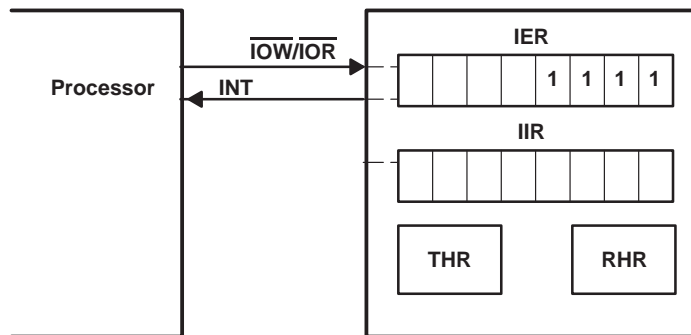 IER
IOW/IOR
1 1 1 1
Processor
INT
IIR
THR
RHR